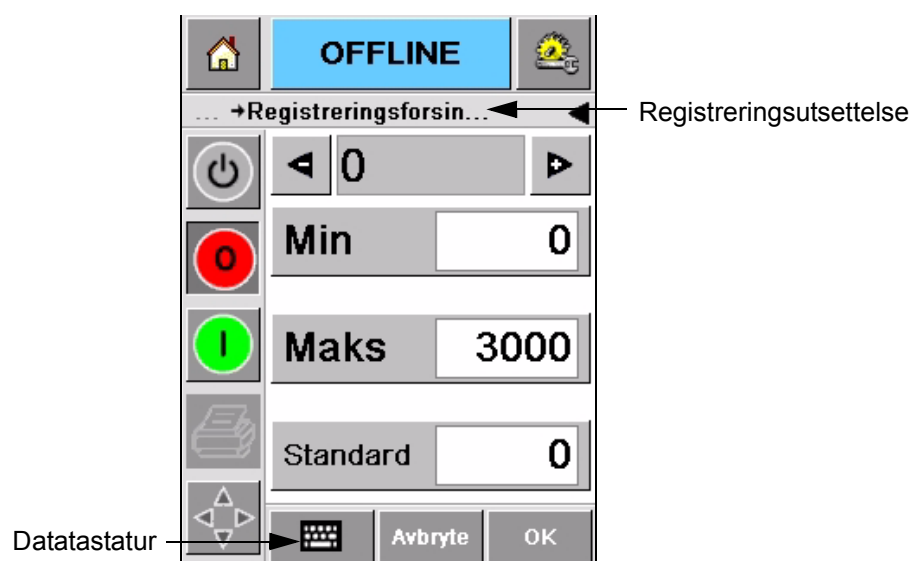 OFFLINE
... →Registreringsforsin...
Registreringsutsettelse
0
Min 0
Maks 3000
Standard 0
Datatastatur
Avbryte OK